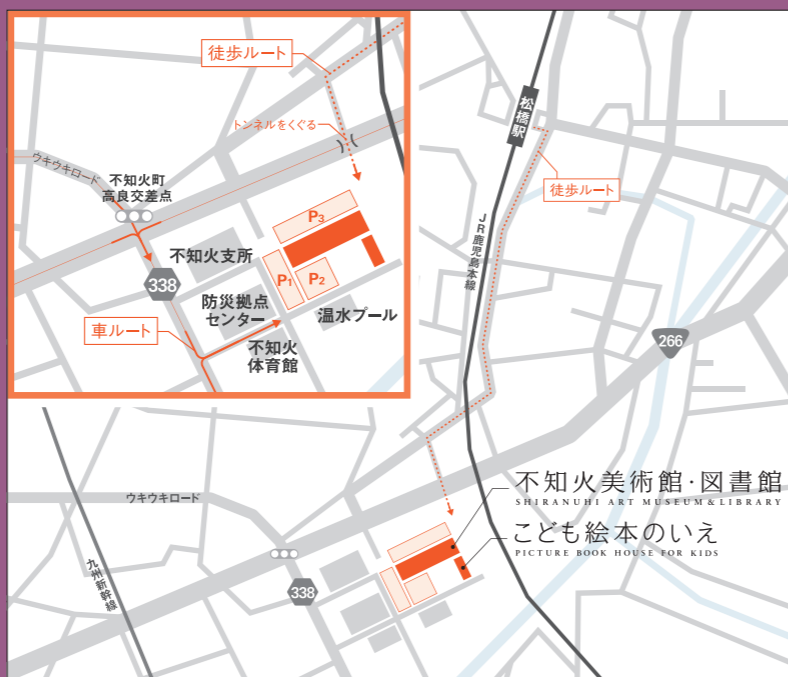 徒歩ルート
トンネルをくぐる
ウキウキロード
不知火町
高良交差点
338
不知火支所
P3
P1
P2
防災拠点
センター
温水プール
車ルート
不知火
体育館
松橋駅
徒歩ルート
JR鹿児島本線
266
不知火美術館・図書館
SHIRANUHI ART MUSEUM & LIBRARY
こども絵本のいえ
PICTURE BOOK HOUSE FOR KIDS
ウキウキロード
九州新幹線
338